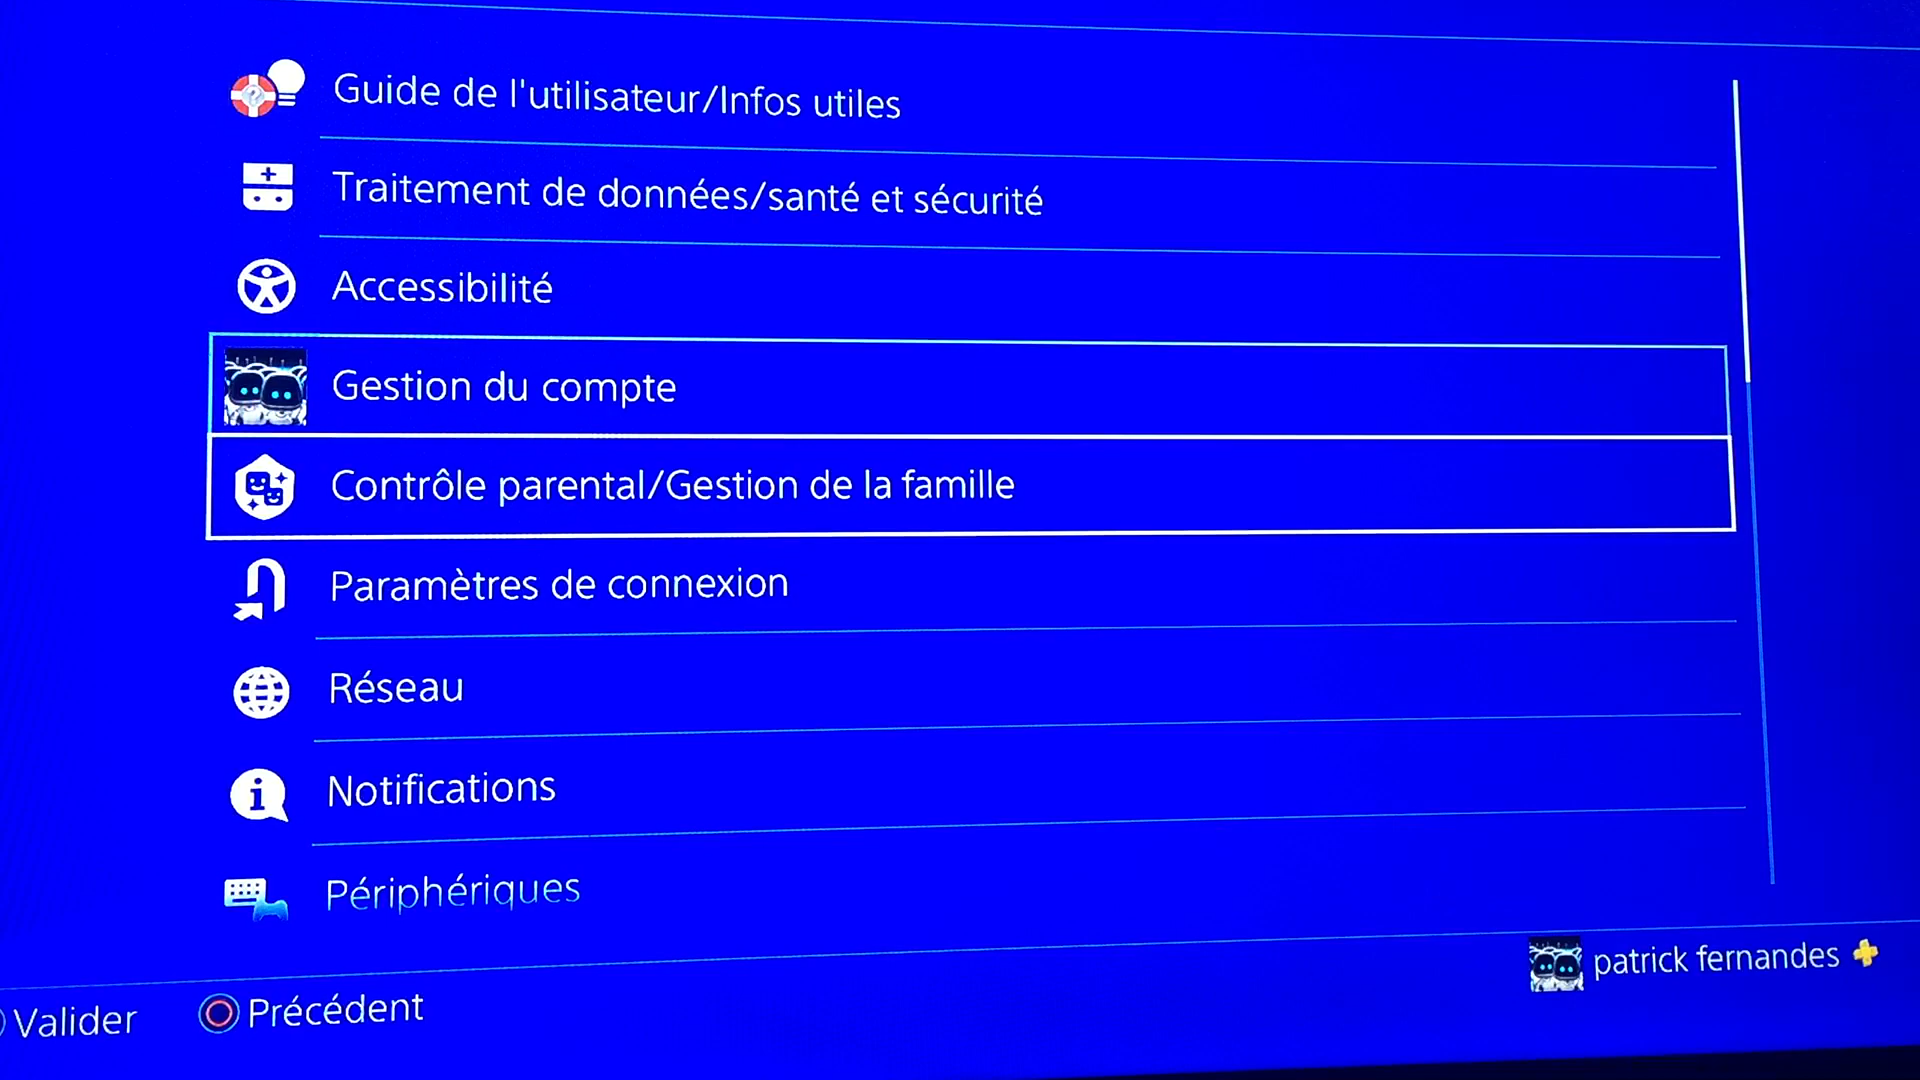 Guide de l'utilisateur/Infos utiles
Traitement de données/santé et sécurité
Accessibilité
Gestion du compte
Contrôle parental/Gestion de la famille
Paramètres de connexion
Réseau
Notifications
Périphériques
patrick fernandes
Valider Précédent